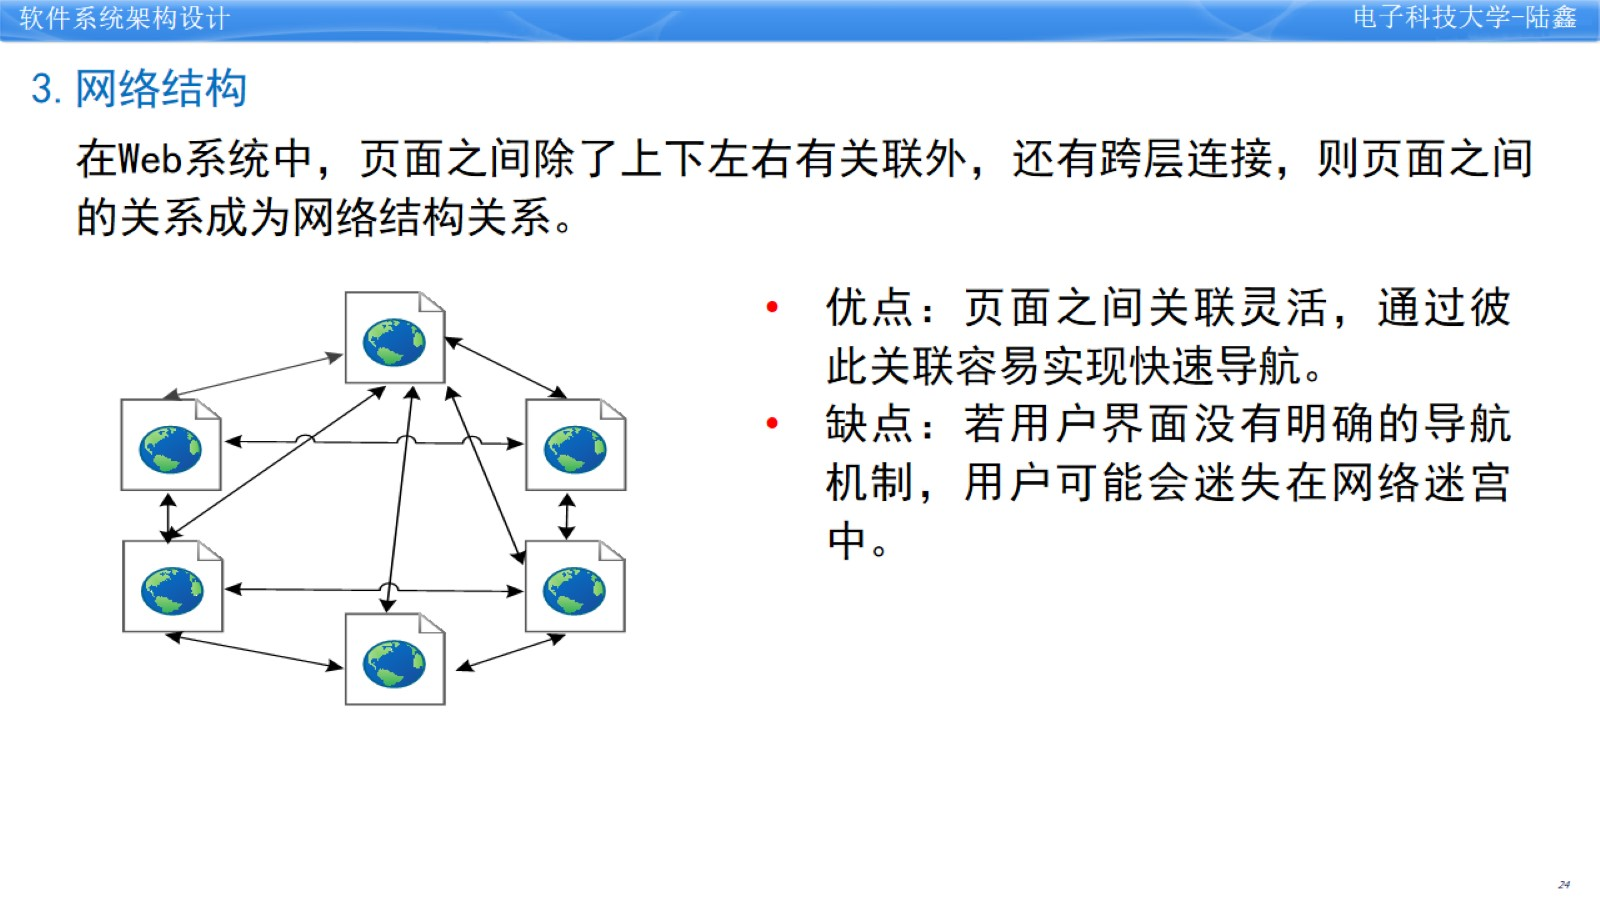 软件系统架构设计
电子科技大学-陆鑫
3. 网络结构
在Web系统中，页面之间除了上下左右有关联外，还有跨层连接，则页面之间
的关系成为网络结构关系。
• 优点：页面之间关联灵活，通过彼
此关联容易实现快速导航。
• 缺点：若用户界面没有明确的导航
机制，用户可能会迷失在网络迷宫
中。
24